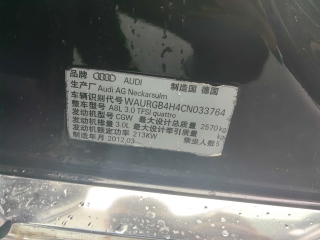 品牌 AUDI 制造国 德国
生产厂 Audi AG Neckarsulm
车辆识别代号 WAURGB4H4CN033764
整车型号 A8L 3.0 TFSI quattro
发动机型号 CGW 最大设计总质量 2570kg
发动机排量 3.0L 最大设计牵引质量 kg
发动机额定功率 213KW 乘坐人数 5
制造年月 2012.03